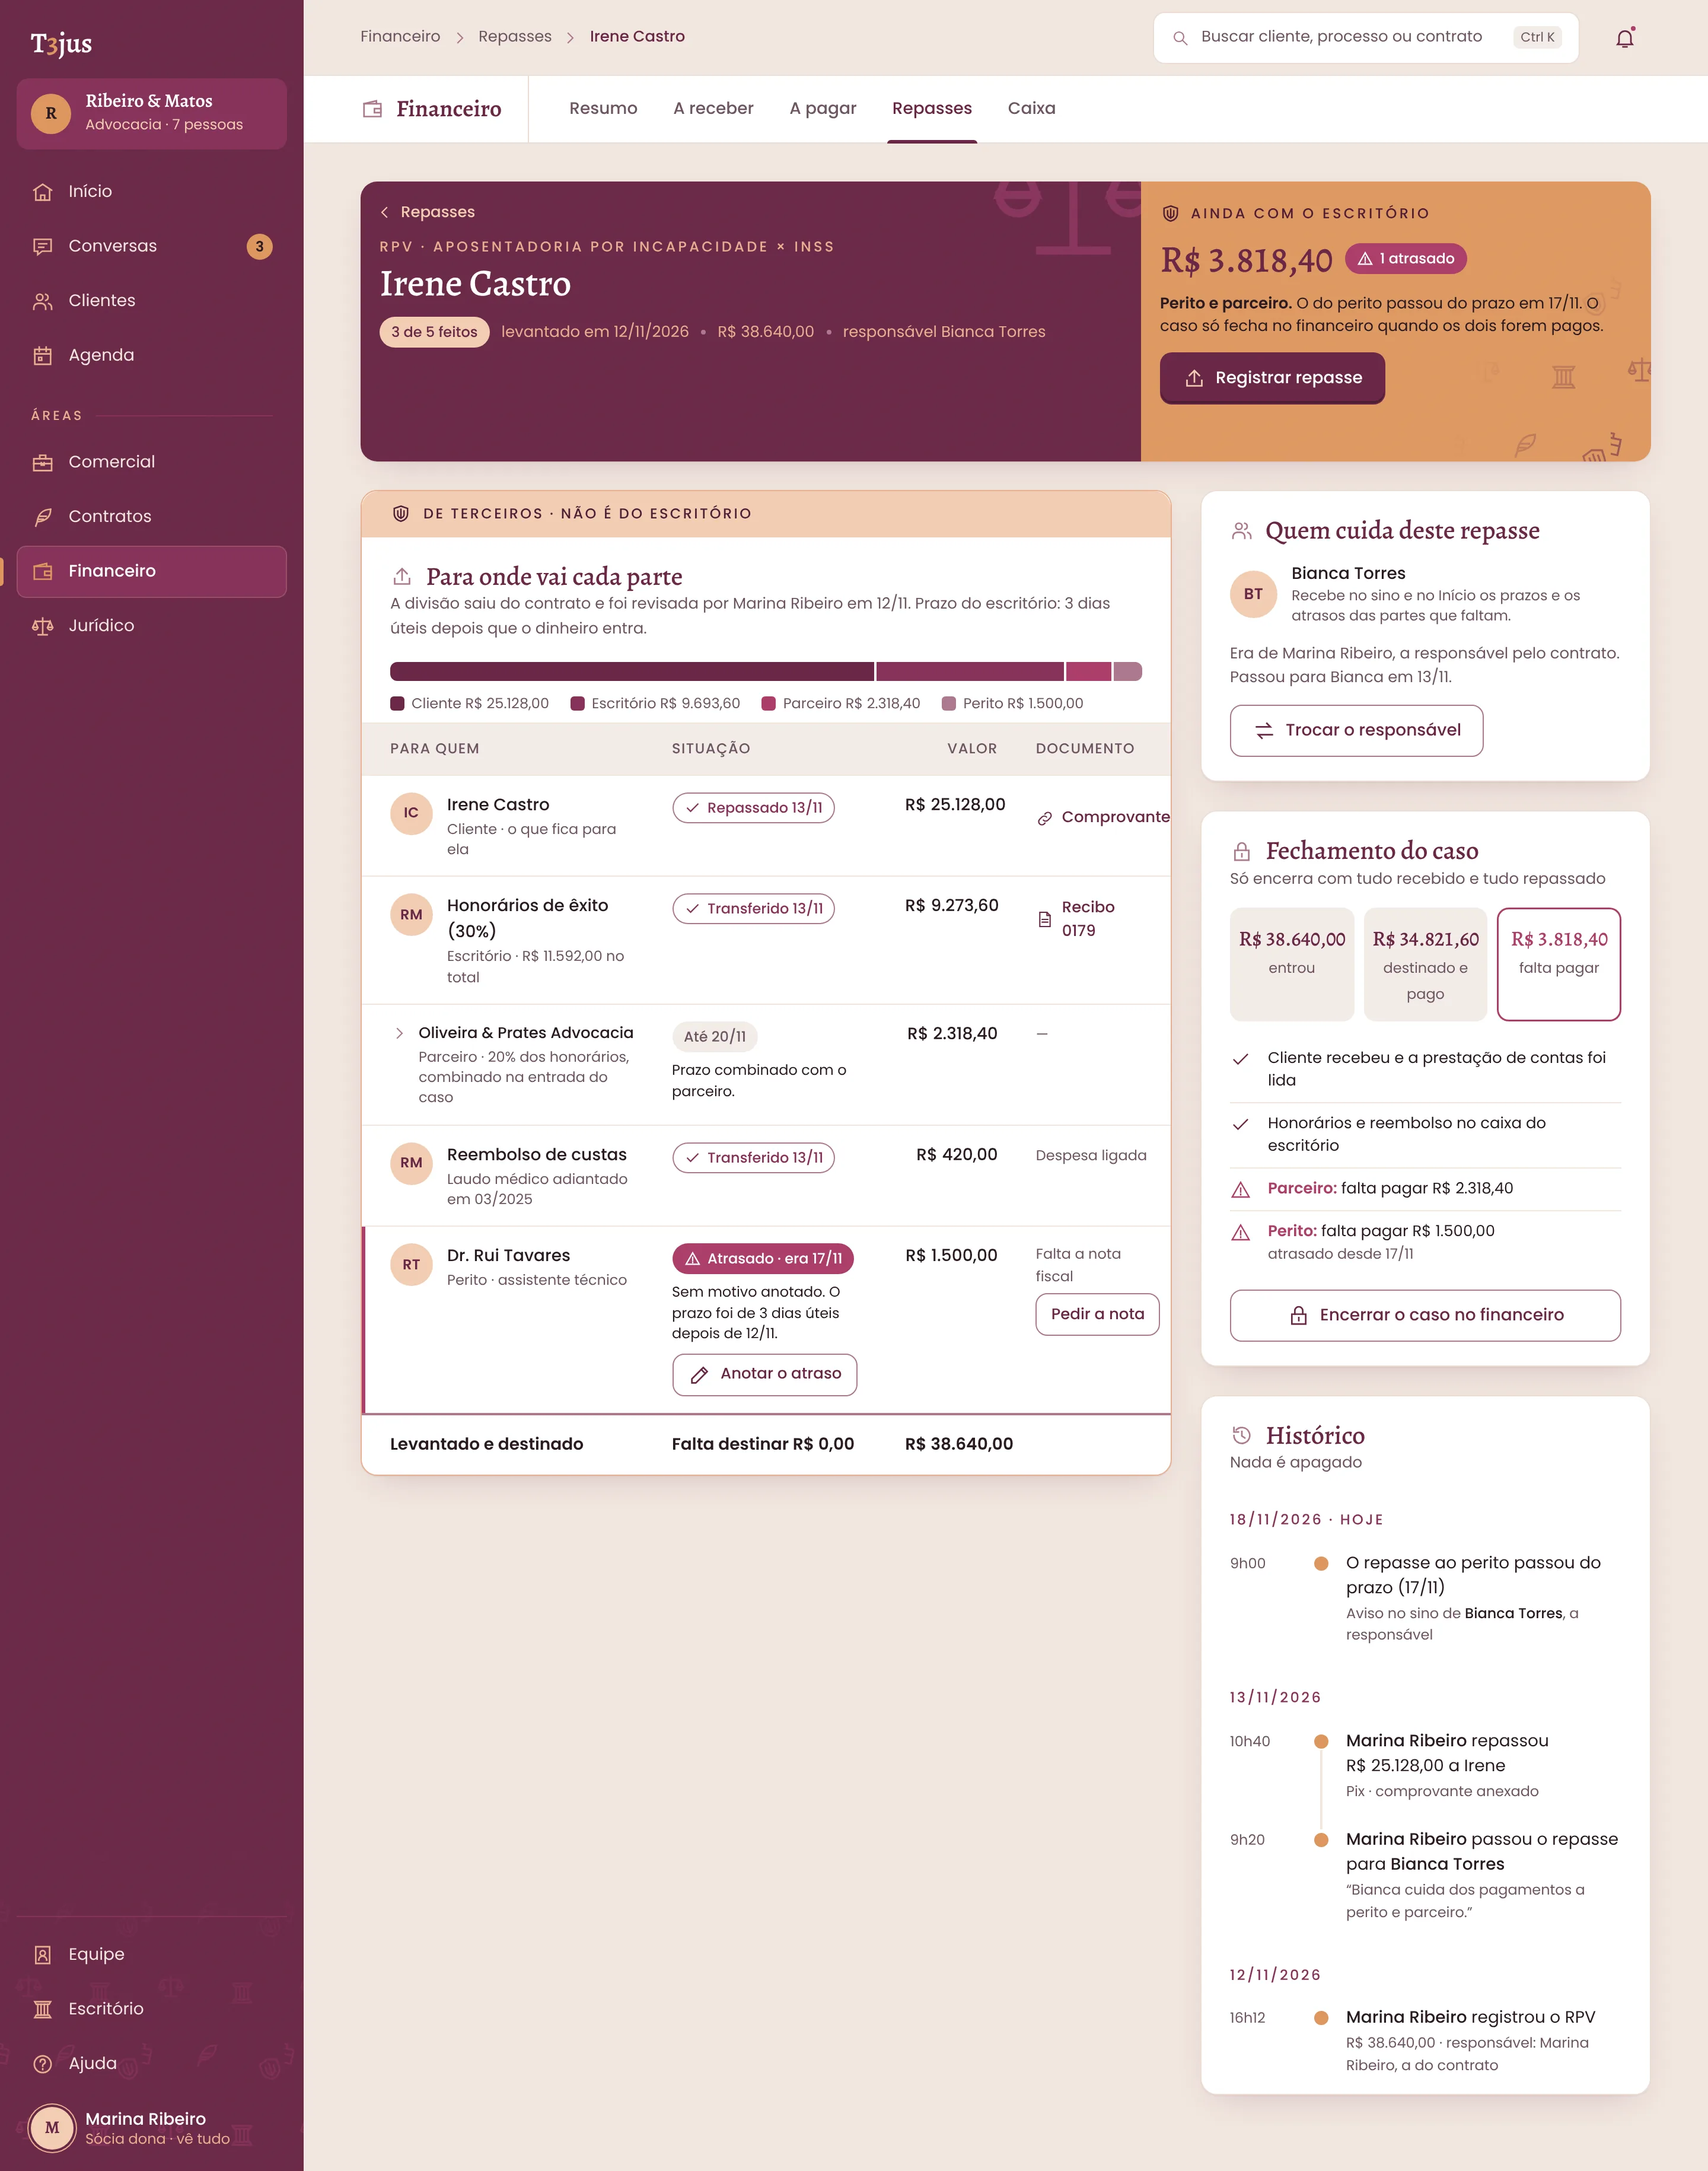 T3jus
R
Ribeiro & Matos
Advocacia · 7 pessoas
Início
Conversas
3
Clientes
Agenda
ÁREAS
Comercial
Contratos
Financeiro
Jurídico
Equipe
Escritório
Ajuda
M
Marina Ribeiro
Sócia dona · vê tudo
Financeiro
Repasses
Irene Castro
Buscar cliente, processo ou contrato
Ctrl K
Financeiro
Resumo
A receber
A pagar
Repasses
Caixa
Repasses
RPV · APOSENTADORIA POR INCAPACIDADE × INSS
Irene Castro
3 de 5 feitos
levantado em 12/11/2026 • R$ 38.640,00 • responsável Bianca Torres
AINDA COM O ESCRITÓRIO
R$ 3.818,40
1 atrasado
Perito e parceiro. O do perito passou do prazo em 17/11. O
caso só fecha no financeiro quando os dois forem pagos.
Registrar repasse
DE TERCEIROS · NÃO É DO ESCRITÓRIO
Para onde vai cada parte
A divisão saiu do contrato e foi revisada por Marina Ribeiro em 12/11. Prazo do escritório: 3 dias
úteis depois que o dinheiro entra.
Cliente R$ 25.128,00
Escritório R$ 9.693,60
Parceiro R$ 2.318,40
Perito R$ 1.500,00
PARA QUEM
SITUAÇÃO
VALOR
DOCUMENTO
IC
Irene Castro
Cliente · o que fica para
ela
Repassado 13/11
R$ 25.128,00
Comprovante
RM
Honorários de êxito
(30%)
Escritório · R$ 11.592,00 no
total
Transferido 13/11
R$ 9.273,60
Recibo
0179
Oliveira & Prates Advocacia
Parceiro · 20% dos honorários,
combinado na entrada do
caso
Até 20/11
Prazo combinado com o
parceiro.
R$ 2.318,40
—
RM
Reembolso de custas
Laudo médico adiantado
em 03/2025
Transferido 13/11
R$ 420,00
Despesa ligada
RT
Dr. Rui Tavares
Perito · assistente técnico
Atrasado · era 17/11
Sem motivo anotado. O
prazo foi de 3 dias úteis
depois de 12/11.
Anotar o atraso
R$ 1.500,00
Falta a nota
fiscal
Pedir a nota
Levantado e destinado
Falta destinar R$ 0,00
R$ 38.640,00
Quem cuida deste repasse
BT
Bianca Torres
Recebe no sino e no Início os prazos e os
atrasos das partes que faltam.
Era de Marina Ribeiro, a responsável pelo contrato.
Passou para Bianca em 13/11.
Trocar o responsável
Fechamento do caso
Só encerra com tudo recebido e tudo repassado
R$ 38.640,00
entrou
R$ 34.821,60
destinado e
pago
R$ 3.818,40
falta pagar
Cliente recebeu e a prestação de contas foi
lida
Honorários e reembolso no caixa do
escritório
Parceiro: falta pagar R$ 2.318,40
Perito: falta pagar R$ 1.500,00
atrasado desde 17/11
Encerrar o caso no financeiro
Histórico
Nada é apagado
18/11/2026 · HOJE
9h00
O repasse ao perito passou do
prazo (17/11)
Aviso no sino de Bianca Torres, a
responsável
13/11/2026
10h40
Marina Ribeiro repassou
R$ 25.128,00 a Irene
Pix · comprovante anexado
9h20
Marina Ribeiro passou o repasse
para Bianca Torres
“Bianca cuida dos pagamentos a
perito e parceiro.”
12/11/2026
16h12
Marina Ribeiro registrou o RPV
R$ 38.640,00 · responsável: Marina
Ribeiro, a do contrato